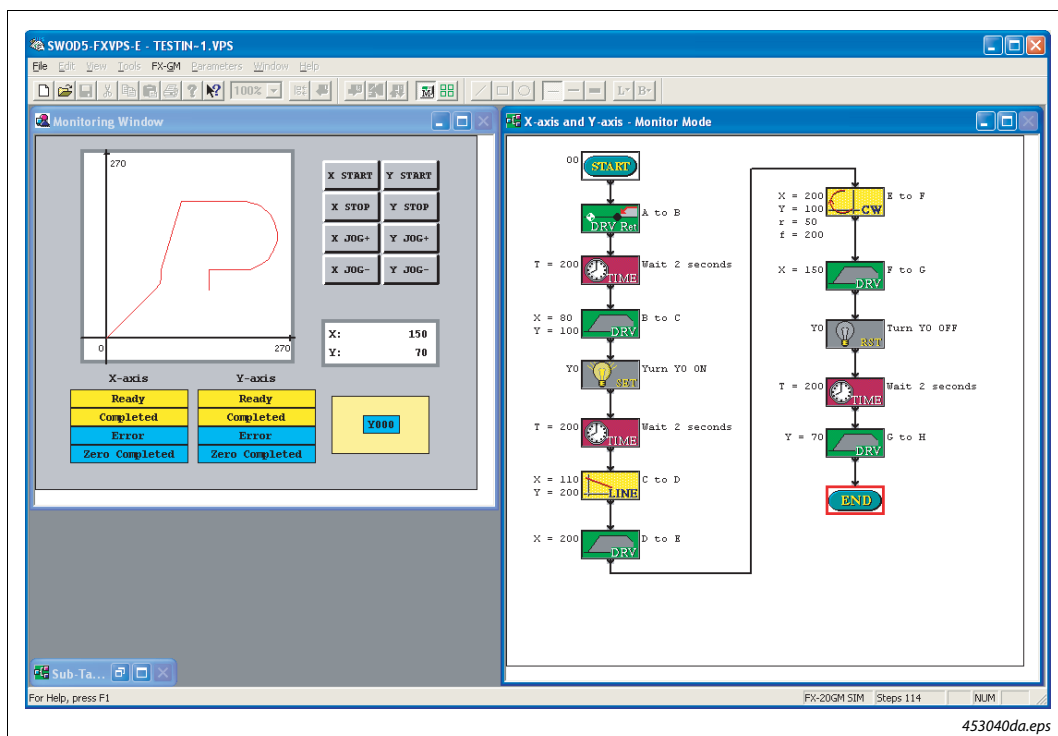 SWOD5-FXVPS-E - TESTIN-1.VPS
File Edit View Tools FX-GM Parameters Window Help
100%
M
L
B
Monitoring Window
270
0
270
X START Y START
X STOP Y STOP
X JOG+ Y JOG+
X JOG- Y JOG-
X: 150
Y: 70
X-axis Y-axis
Ready Ready
Completed Completed
Error Error
Zero Completed Zero Completed
Y000
Sub-Ta...
X-axis and Y-axis - Monitor Mode
00 START
DRV Ret A to B
T = 200 TIME Wait 2 seconds
X = 80
Y = 100 DRV B to C
Y0 SET Turn Y0 ON
T = 200 TIME Wait 2 seconds
X = 110
Y = 200 LINE C to D
X = 200 DRV D to E
X = 200
Y = 100
r = 50
f = 200
CW E to F
X = 150 DRV F to G
Y0 RST Turn Y0 OFF
T = 200 TIME Wait 2 seconds
Y = 70 DRV G to H
END
For Help, press F1
FX-20GM SIM Steps 114 NUM
453040da.eps